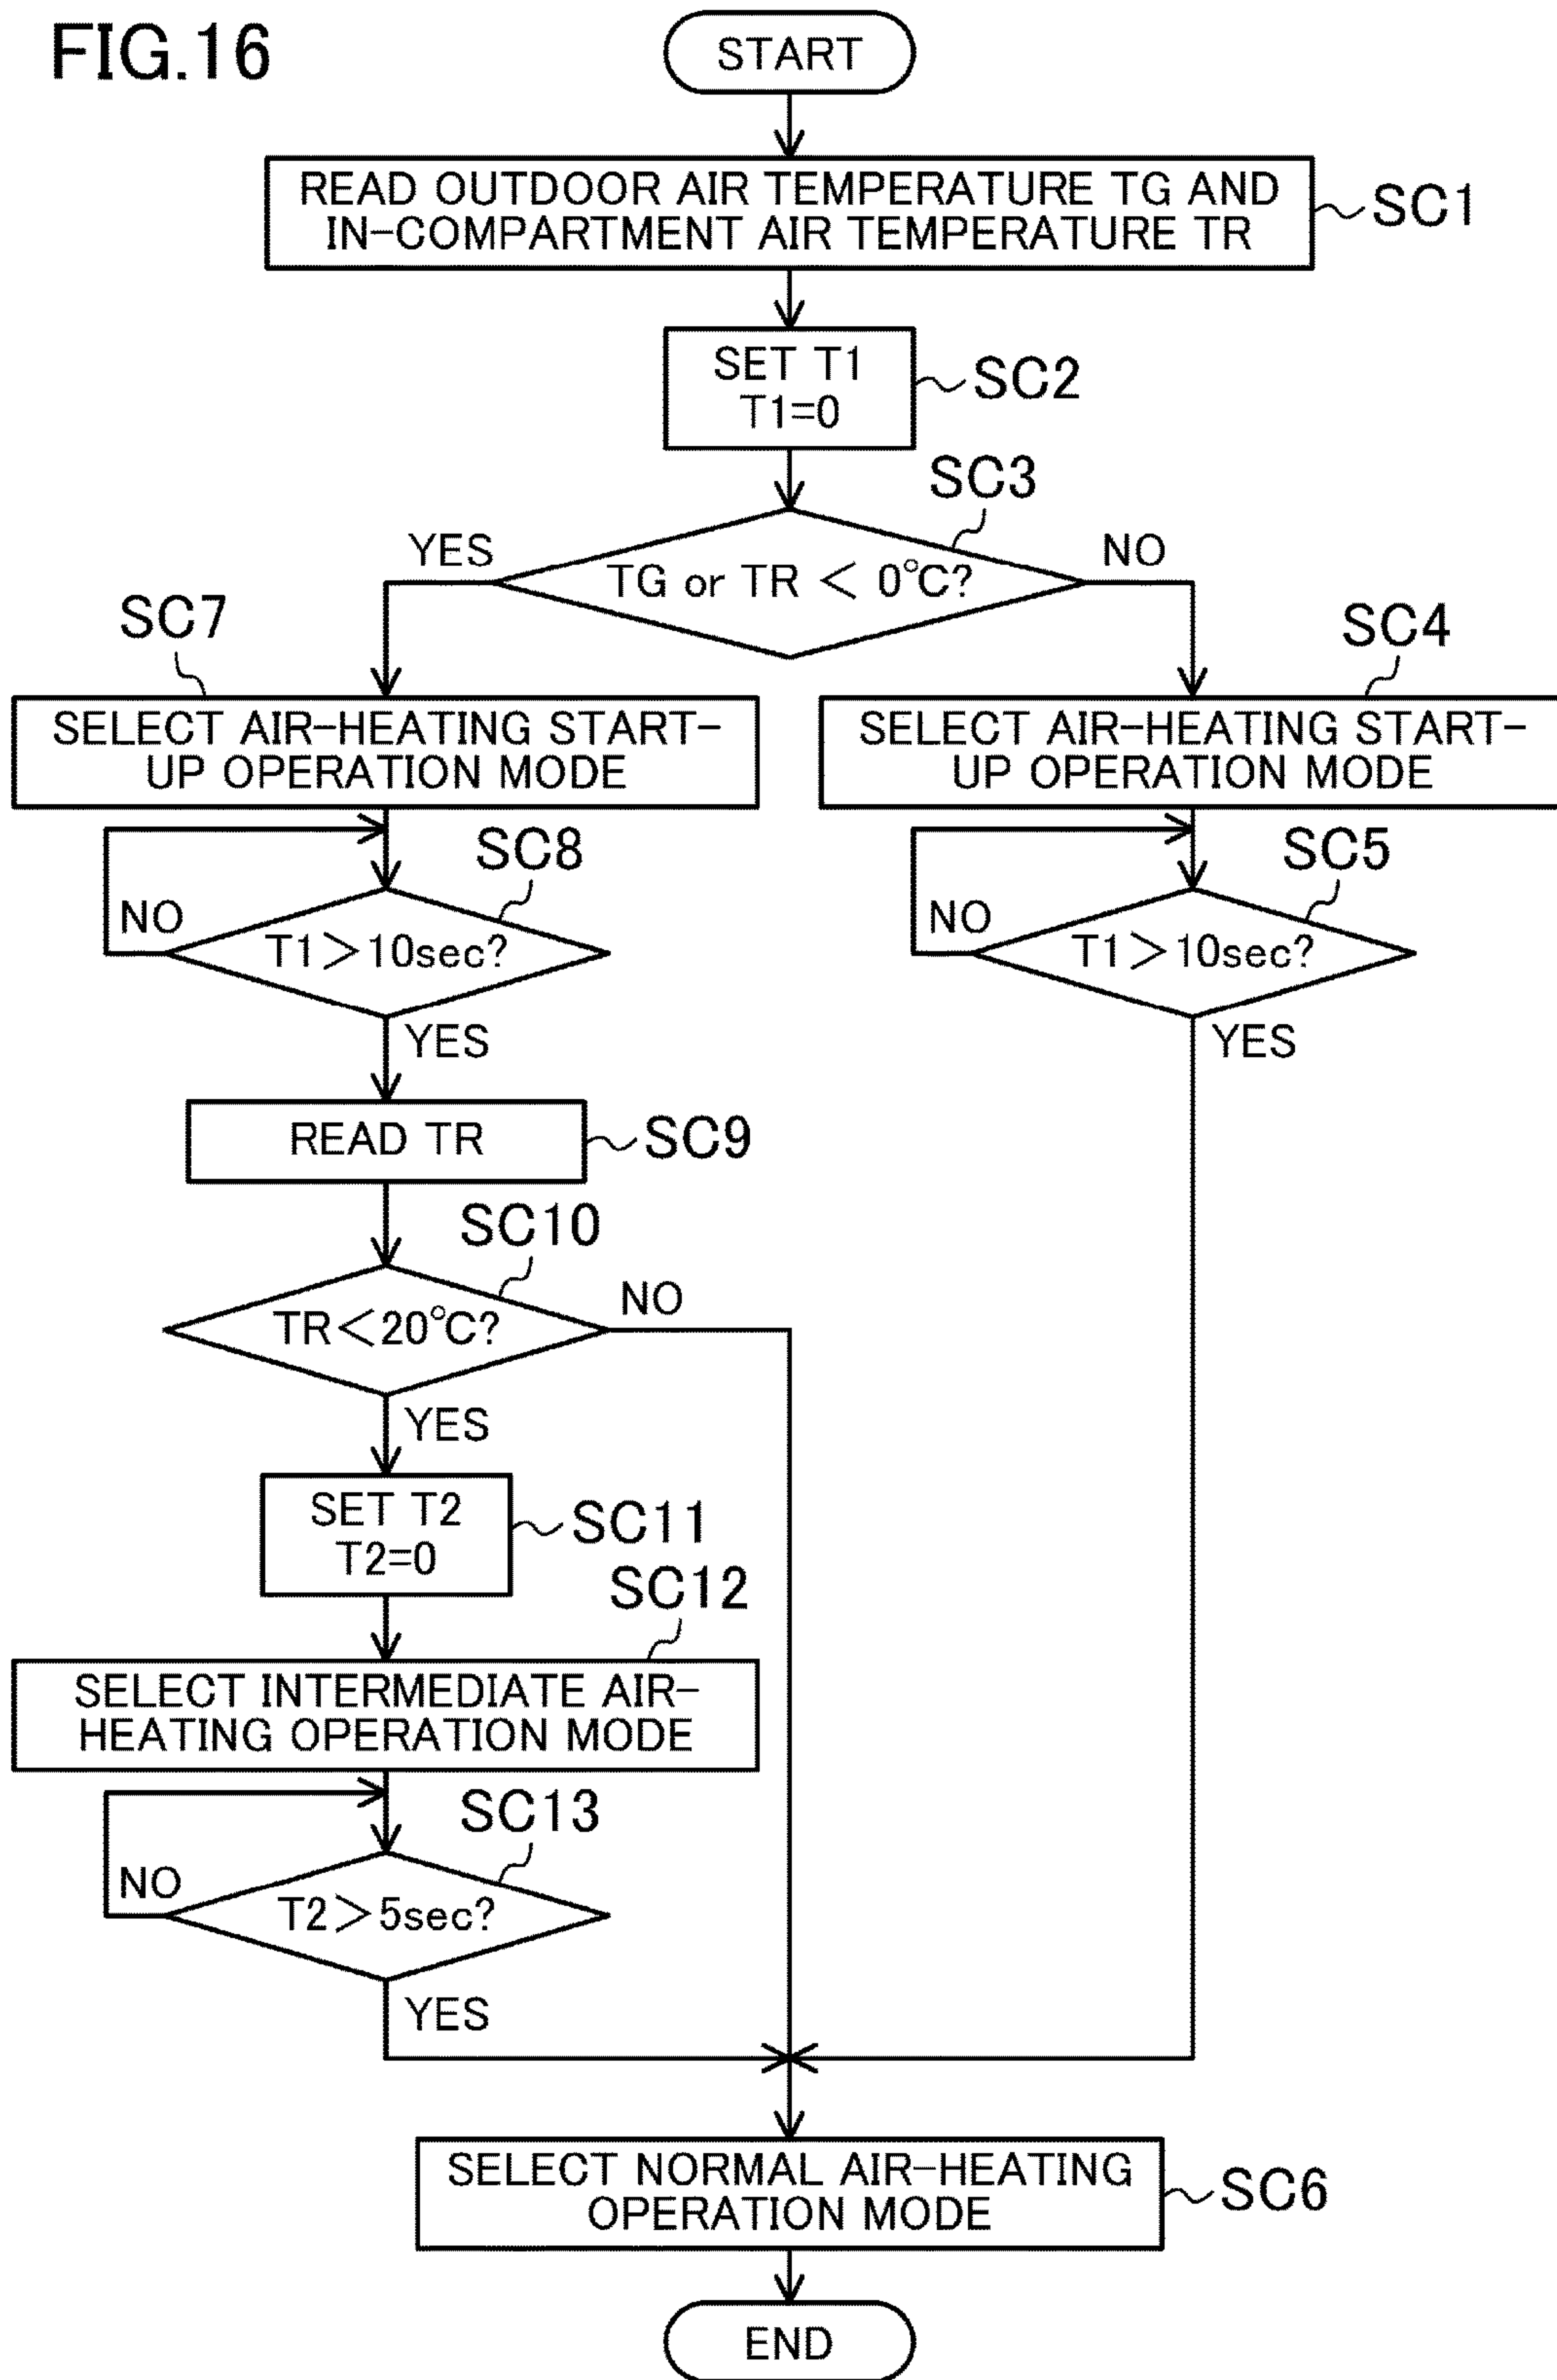 FIG.16
START
READ OUTDOOR AIR TEMPERATURE TG AND
IN-COMPARTMENT AIR TEMPERATURE TR
SC1
SET T1
T1=0
SC2
SC3
YES
TG or TR < 0℃?
NO
SC7
SELECT AIR-HEATING START-
UP OPERATION MODE
SC4
SELECT AIR-HEATING START-
UP OPERATION MODE
SC8
NO
T1>10sec?
YES
SC5
NO
T1>10sec?
YES
READ TR
SC9
SC10
TR<20℃?
NO
YES
SET T2
T2=0
SC11
SC12
SELECT INTERMEDIATE AIR-
HEATING OPERATION MODE
SC13
NO
T2>5sec?
YES
SELECT NORMAL AIR-HEATING
OPERATION MODE
SC6
END